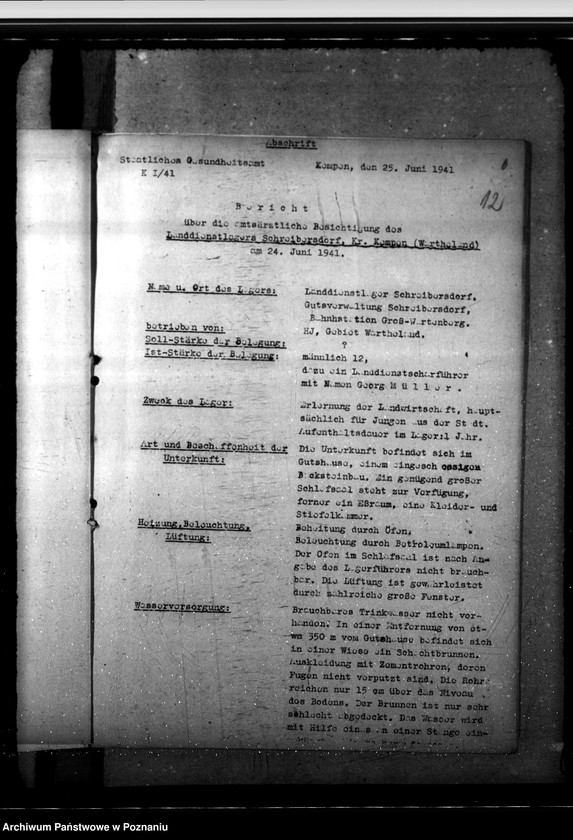 Abschrift
Staatliches Gesundheitsamt
Kempen, den 25. Juni 1941
K I/41
12
Bericht
über die amtsärztliche Besichtigung des
Landdienstlagers Schreibersdorf, Kr. Kempen (Wartheland)
am 24. Juni 1941.
Name u. Ort des Lagers: Landdienstlager Schreibersdorf.
Gutsverwaltung Schreibersdorf,
Bahnstation Groß-Wartenberg.
betrieben von: HJ, Gebiet Wartheland.
Soll-Stärke der Belegung: ?
Ist-Stärke der Belegung: männlich 12,
dazu ein Landdienstscharführer
mit Namen Georg Müller.
Zweck des Lager: Erlernung der Landwirtschaft, haupt-
sächlich für Jungen aus der Stadt.
Aufenthaltsdauer im Lager:1 Jahr.
Art und Beschaffenheit der Unterkunft: Die Unterkunft befindet sich im
Gutshause, einem eingeschossigen
Backsteinbau. Ein genügend großer
Schlafsaal steht zur Verfügung,
ferner ein Eßraum, eine Kleider- und
Stiefelkammer.
Heizung, Beleuchtung, Lüftung: Beheitung durch Öfen,
Beleuchtung durch Petroleumlampen.
Der Ofen im Schlafsaal ist nach An-
gabe des Lagerführers nicht brauch-
bar. Die Lüftung ist gewährleistet
durch zahlreiche große Fenster.
Wasserversorgung: Brauchbares Trinkwasser nicht vor-
handen. In einer Entfernung von et-
wa 350 m vom Gutshause befindet sich
in einer Wiese ein Schachtbrunnen.
Auskleidung mit Zementrohren, deren
Fugen nicht verputzt sind. Die Rohre
reichen nur 15 cm über das Niveau
des Bodens. Der Brunnen ist nur sehr
schlecht abgedeckt. Das Wasser wird
mit Hilfe eines an einer Stange ein-
Archiwum Państwowe w Poznaniu